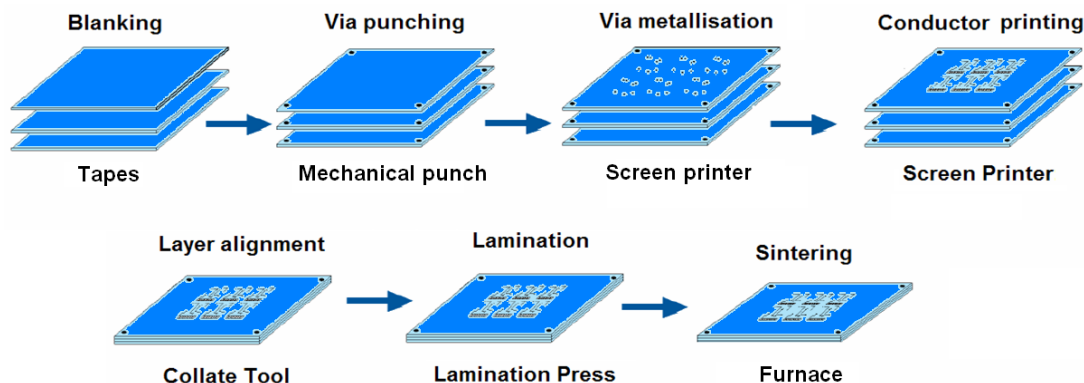 Blanking
Via punching
Via metallisation
Conductor printing
Tapes
Mechanical punch
Screen printer
Screen Printer
Layer alignment
Lamination
Sintering
Collate Tool
Lamination Press
Furnace